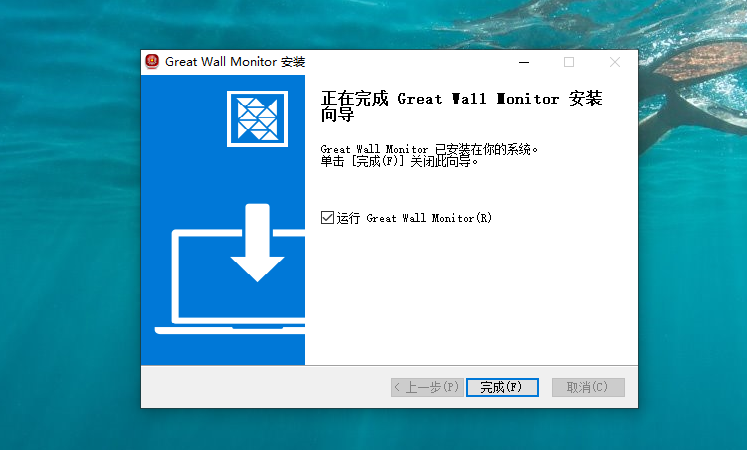 Great Wall Monitor 安装
正在完成 Great Wall Monitor 安装
向导
Great Wall Monitor 已安装在你的系统。
单击 [完成(F)] 关闭此向导。
运行 Great Wall Monitor(R)
< 上一步(P)
完成(F)
取消(C)